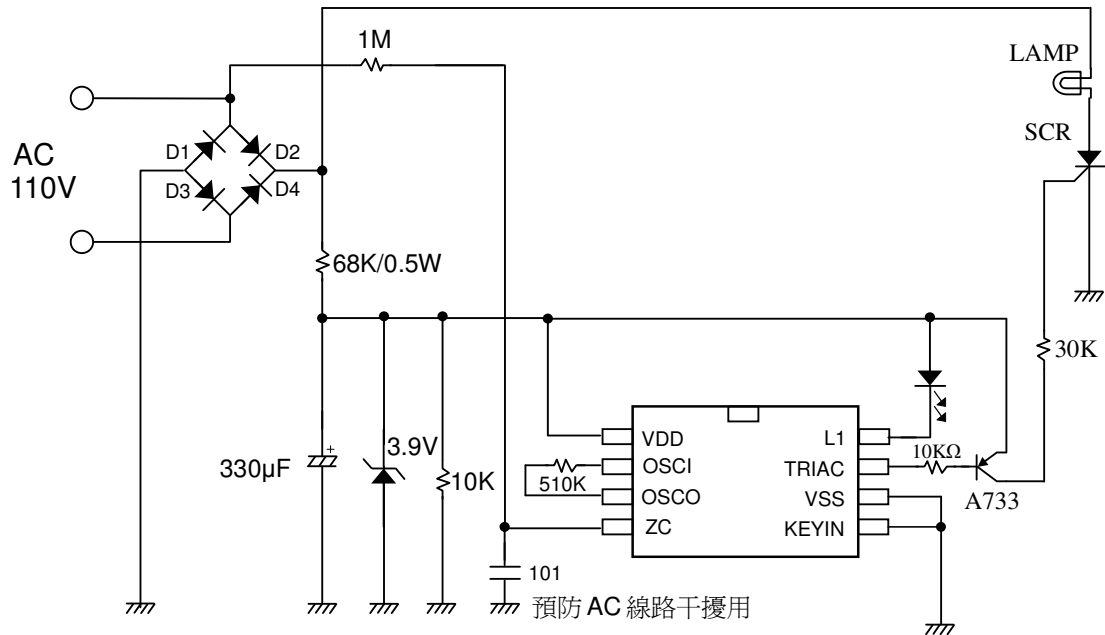 1M
LAMP
SCR
AC
110V
D1
D2
D3
D4
68K/0.5W
30K
330µF
+
3.9V
10K
VDD
OSCI
OSCO
ZC
510K
L1
TRIAC
VSS
KEYIN
10KΩ
A733
101
預防 AC 線路干擾用